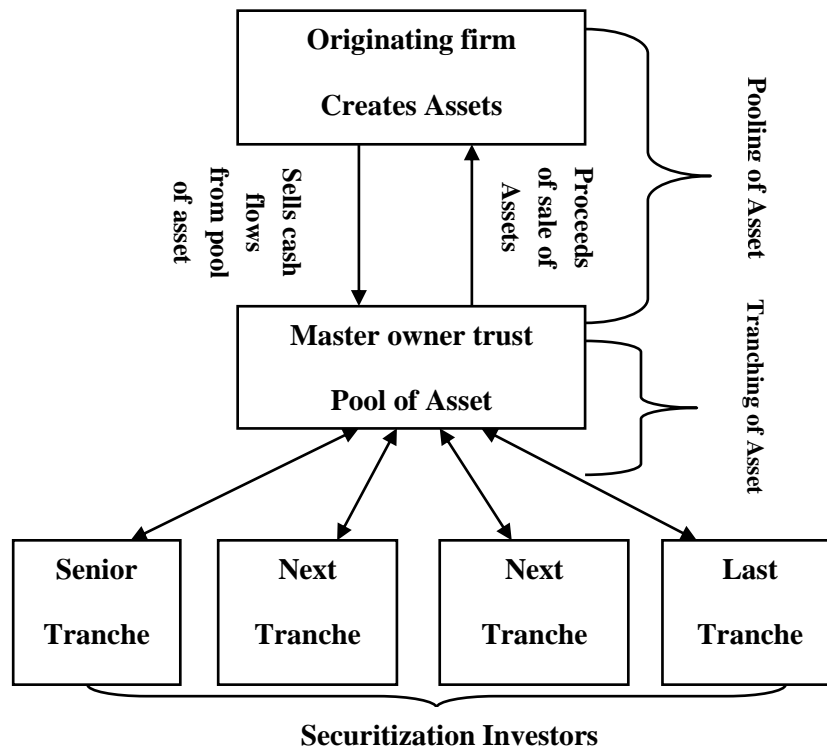 Originating firm
Creates Assets
Sells cash
flows
from pool
of asset
Proceeds
of sale of
Assets
Pooling of Asset
Master owner trust
Pool of Asset
Tranching of Asset
Senior
Tranche
Next
Tranche
Next
Tranche
Last
Tranche
Securitization Investors